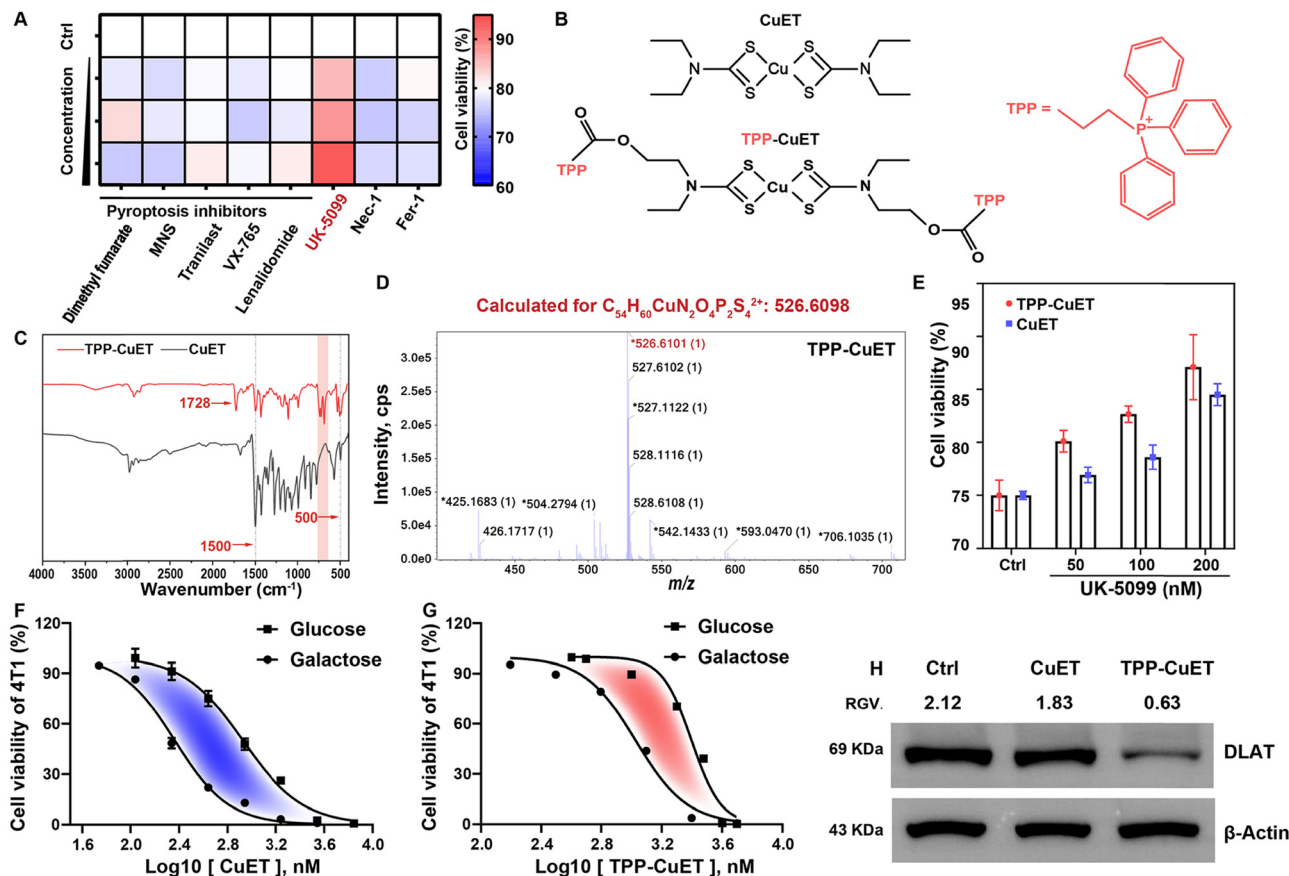 A
Ctrl
Concentration
Pyroptosis inhibitors
Dimethyl fumarate
MNS
Tranilast
VX-765
Lenalidomide
UK-5099
Nec-1
Fer-1
90
80
70
60
Cell viability (%)
B
CuET
N
S
S
Cu
S
S
N
TPP-CuET
O
O
TPP
N
S
S
Cu
S
S
N
TPP
O
O
TPP =
P+
C
TPP-CuET
CuET
1728
500
1500
4000
3000
2500
2000
1500
1000
500
Wavenumber (cm-1)
D
Calculated for C54H60CuN2O4P2S4 2+: 526.6098
TPP-CuET
Intensity, cps
3.0e5
2.5e5
2.0e5
1.5e5
1.0e5
5.0e4
0.0e0
*526.6101 (1)
527.6102 (1)
*527.1122 (1)
528.1116 (1)
*425.1683 (1)
*504.2794 (1)
528.6108 (1)
426.1717 (1)
*542.1433 (1)
*593.0470 (1)
*706.1035 (1)
450
500
550
600
650
700
m/z
E
TPP-CuET
CuET
Cell viability (%)
95
90
85
80
75
70
Ctrl
50
100
200
UK-5099 (nM)
F
Glucose
Galactose
Cell viability of 4T1 (%)
120
90
60
30
0
1.6
2.4
2.8
3.4
4.0
Log10 [ CuET ], nM
G
Glucose
Galactose
Cell viability of 4T1 (%)
120
90
60
30
0
2.0
2.4
2.8
3.2
3.6
4.0
Log10 [ TPP-CuET ], nM
H
Ctrl CuET TPP-CuET
RGV. 2.12 1.83 0.63
69 KDa
DLAT
43 KDa
β-Actin